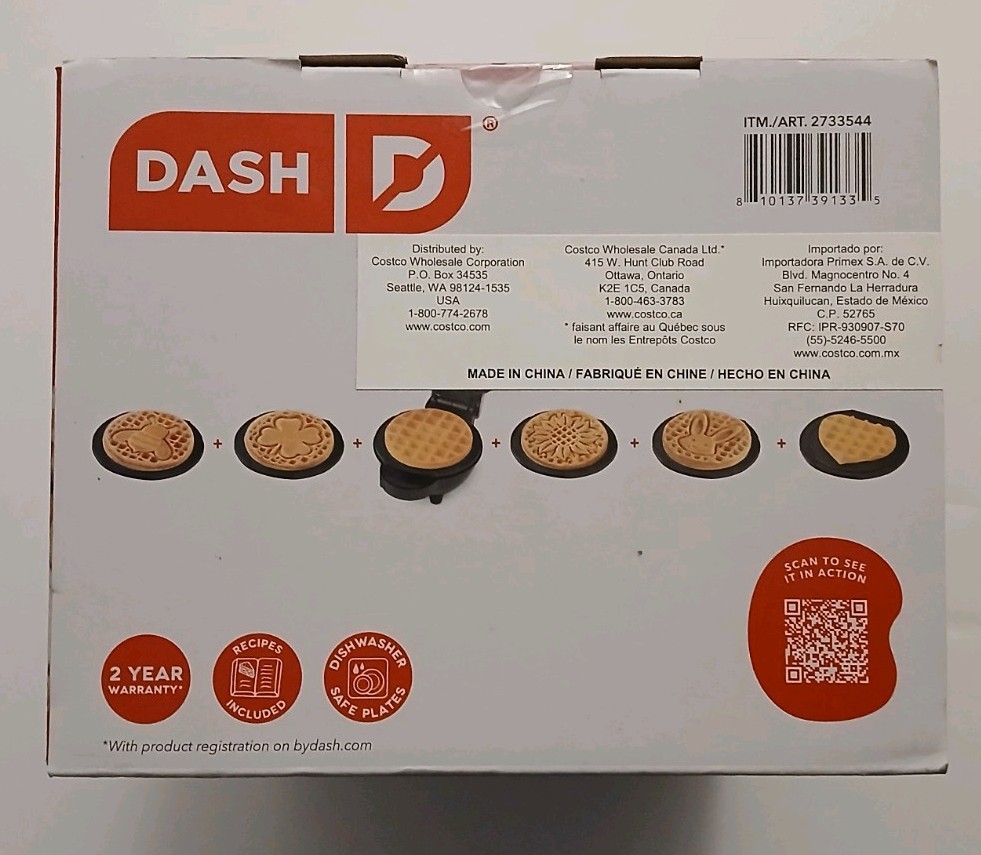 DASH D®
ITM./ART. 2733544
8 10137 39133 5
Distributed by:
Costco Wholesale Corporation
P.O. Box 34535
Seattle, WA 98124-1535
USA
1-800-774-2678
www.costco.com
Costco Wholesale Canada Ltd.*
415 W. Hunt Club Road
Ottawa, Ontario
K2E 1C5, Canada
1-800-463-3783
www.costco.ca
* faisant affaire au Québec sous
le nom les Entrepôts Costco
Importado por:
Importadora Primex S.A. de C.V.
Blvd. Magnocentro No. 4
San Fernando La Herradura
Huixquilucan, Estado de México
C.P. 52765
RFC: IPR-930907-S70
(55)-5246-5500
www.costco.com.mx
MADE IN CHINA / FABRIQUÉ EN CHINE / HECHO EN CHINA
+ + + + +
SCAN TO SEE
IT IN ACTION
2 YEAR
WARRANTY*
RECIPES
INCLUDED
DISHWASHER
SAFE PLATES
*With product registration on bydash.com